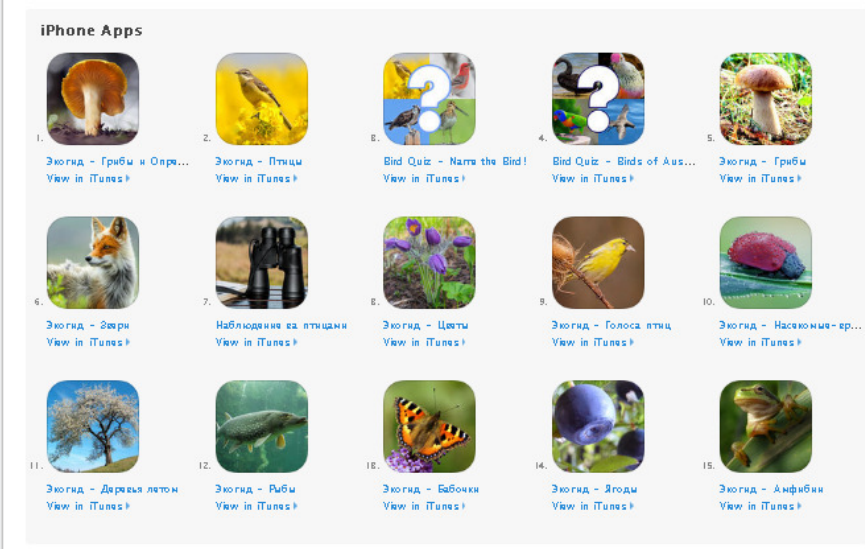 iPhone Apps
1.
2.
3.
4.
5.
Экогид - Грибы и Опре...
Экогид - Птицы
Bird Quiz - Name the Bird!
Bird Quiz - Birds of Aus...
Экогид - Грибы
View in iTunes
View in iTunes
View in iTunes
View in iTunes
View in iTunes
6.
7.
8.
9.
10.
Экогид - Звери
Наблюдение за птицами
Экогид - Цветы
Экогид - Голоса птиц
Экогид - Насекомые-вр...
View in iTunes
View in iTunes
View in iTunes
View in iTunes
View in iTunes
11.
12.
13.
14.
15.
Экогид - Деревья летом
Экогид - Рыбы
Экогид - Бабочки
Экогид - Ягоды
Экогид - Амфибии
View in iTunes
View in iTunes
View in iTunes
View in iTunes
View in iTunes